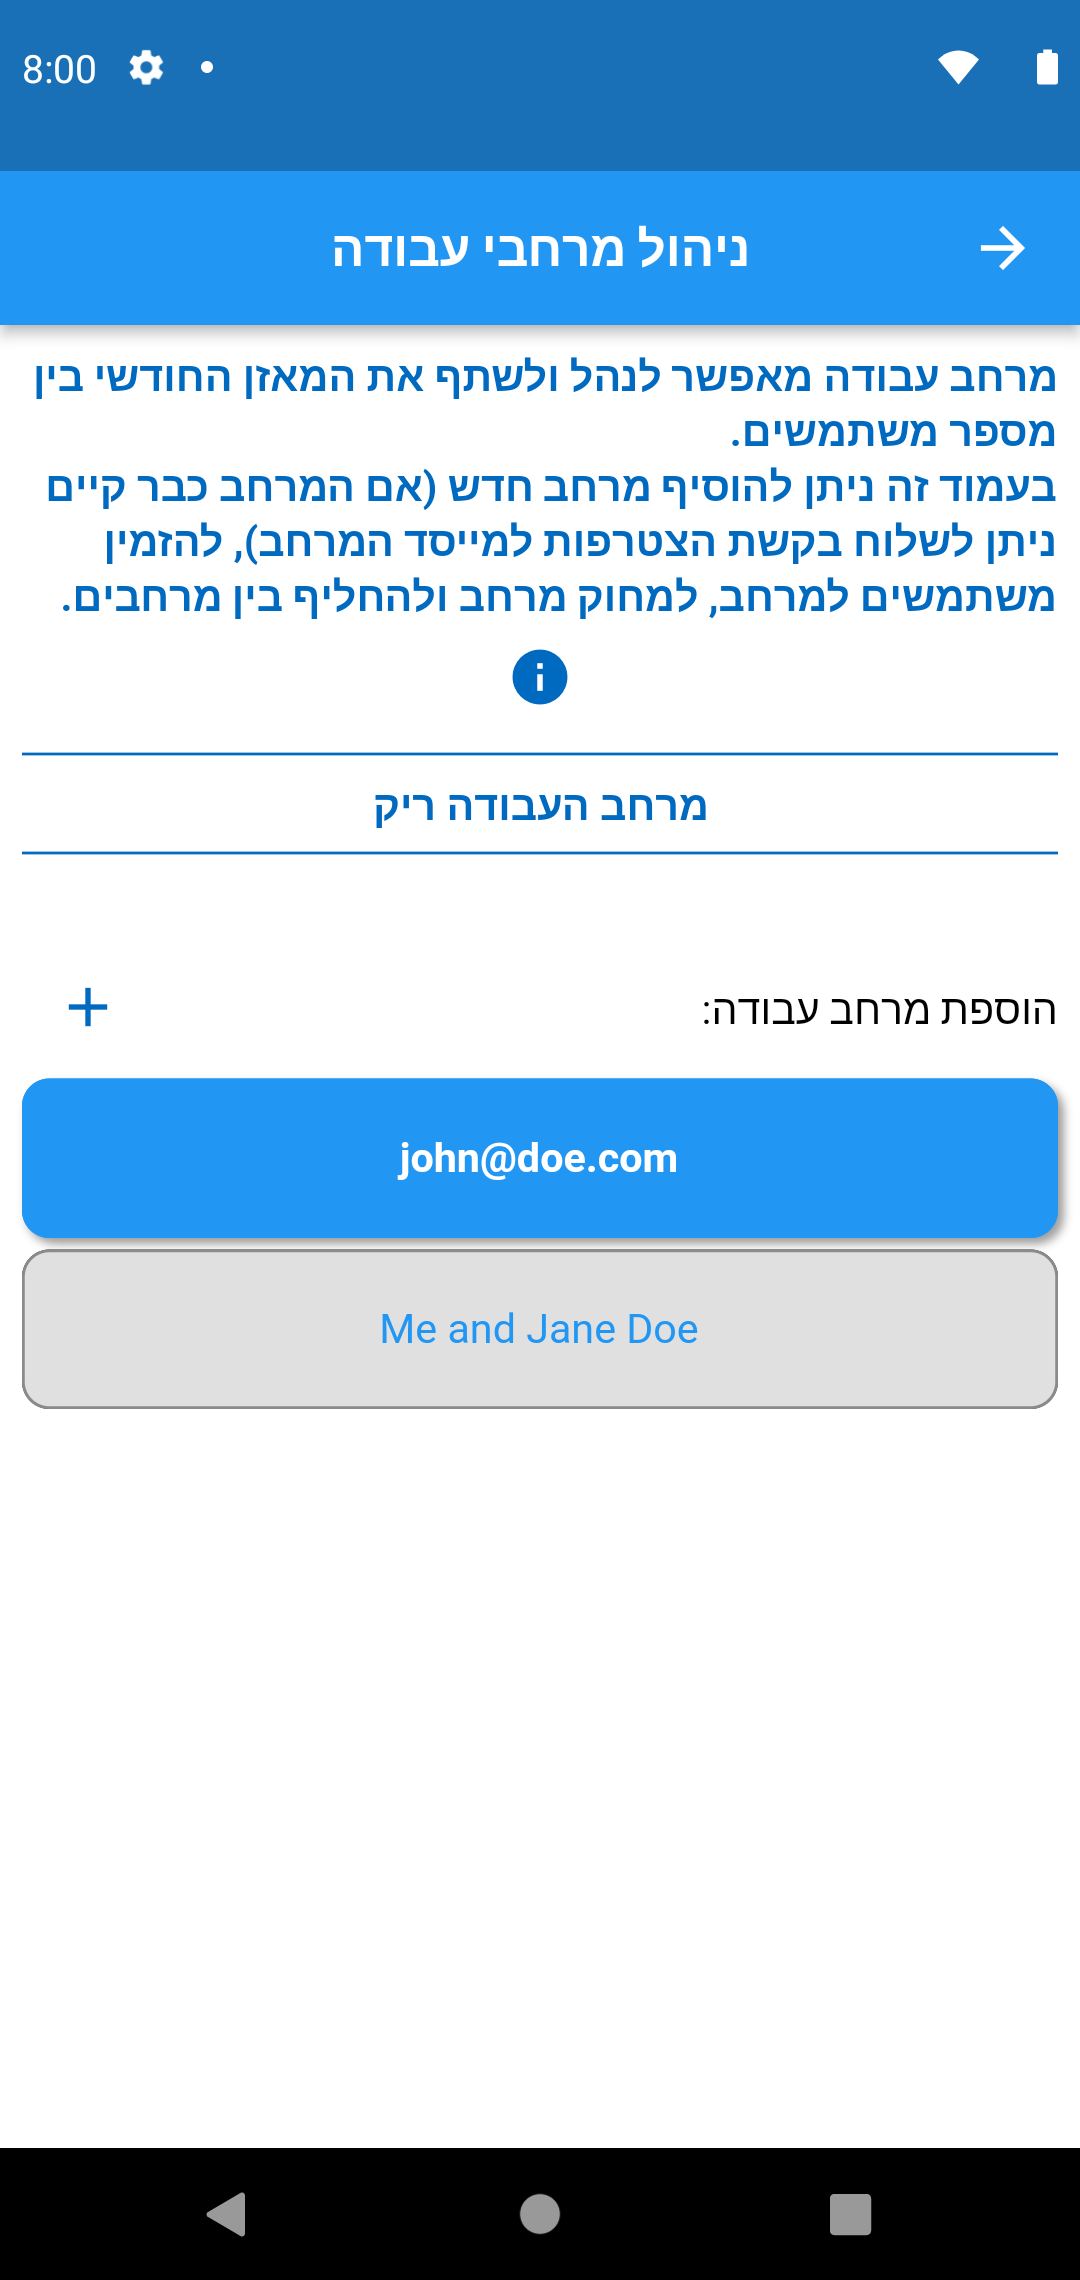 8:00
ניהול מרחבי עבודה
מרחב עבודה מאפשר לנהל ולשתף את המאזן החודשי בין
מספר משתמשים.
בעמוד זה ניתן להוסיף מרחב חדש (אם המרחב כבר קיים
ניתן לשלוח בקשת הצטרפות למייסד המרחב), להזמין
משתמשים למרחב, למחוק מרחב ולהחליף בין מרחבים.
מרחב העבודה ריק
הוספת מרחב עבודה:
john@doe.com
Me and Jane Doe